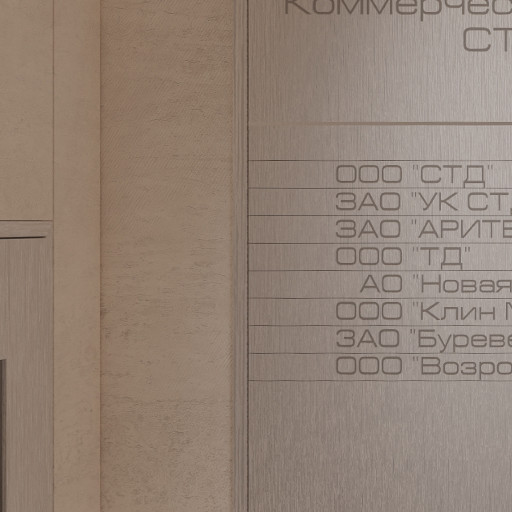 Коммерчес
СТ
ООО "СТД"
ЗАО "УК СТ
ЗАО "АРИТЕ
ООО "ТД"
АО "Новая
ООО "Клин
ЗАО "Буреве
ООО "Возро